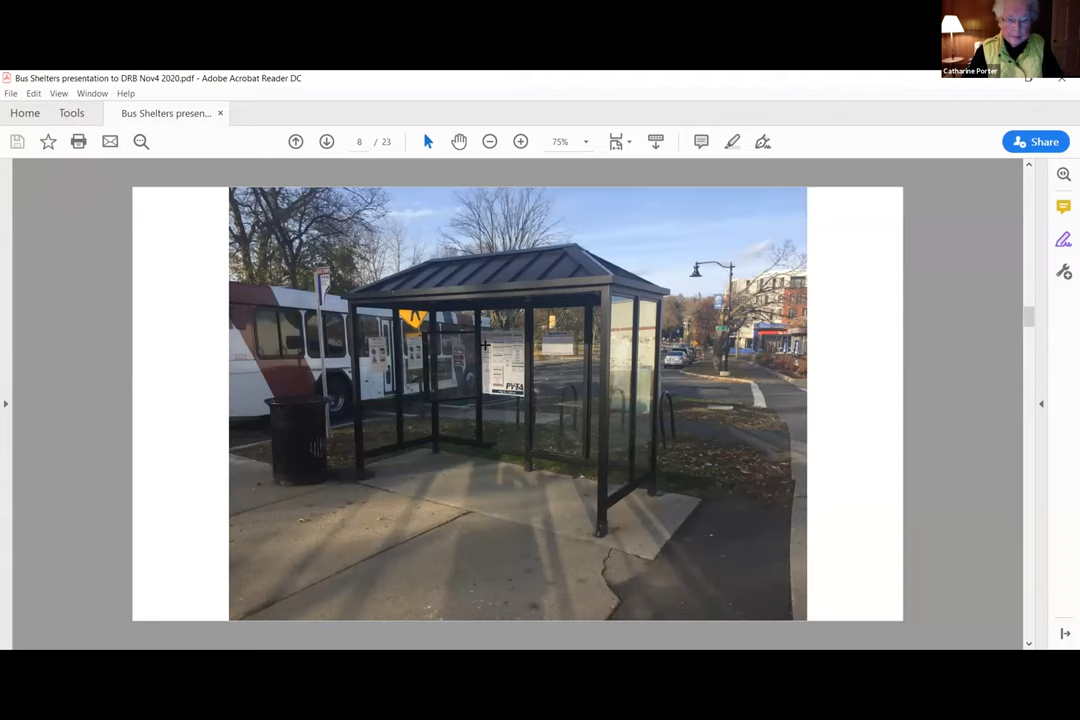 Catharine Porter
Bus Shelters presentation to DRB Nov4 2020.pdf - Adobe Acrobat Reader DC
File Edit View Window Help
Home Tools Bus Shelters presen... ×
8 / 23 75% Share
PVTA